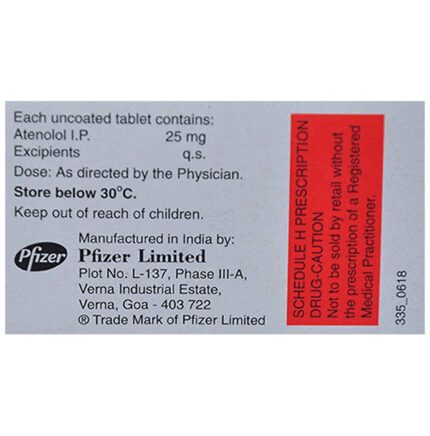 Each uncoated tablet contains:
Atenolol I.P. 25 mg
Excipients q.s.
Dose: As directed by the Physician.
Store below 30°C.
Keep out of reach of children.
Pfizer
Manufactured in India by:
Pfizer Limited
Plot No. L-137, Phase III-A,
Verna Industrial Estate,
Verna, Goa - 403 722
® Trade Mark of Pfizer Limited
SCHEDULE H PRESCRIPTION
DRUG-CAUTION
Not to be sold by retail without
the prescription of a Registered
Medical Practitioner.
335_0618